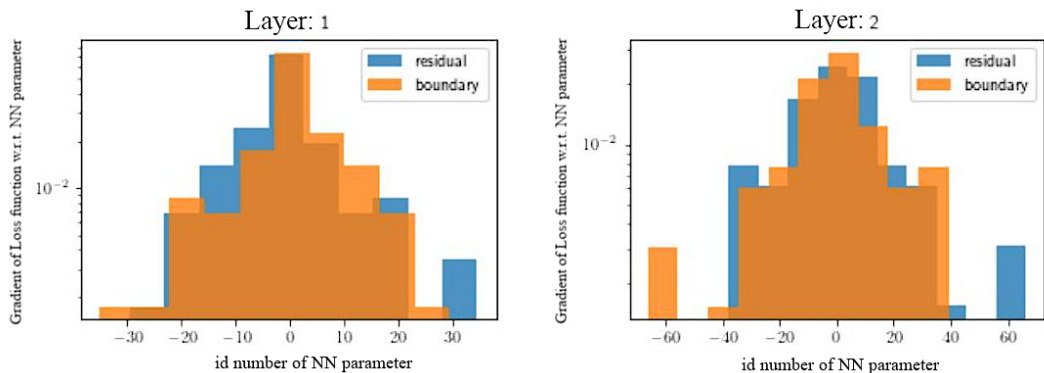 Layer: 1
Gradient of Loss function w.r.t. NN parameter
10⁻²
residual
boundary
−30 −20 −10 0 10 20 30
id number of NN parameter
Layer: 2
Gradient of Loss function w.r.t. NN parameter
10⁻²
residual
boundary
−60 −40 −20 0 20 40 60
id number of NN parameter